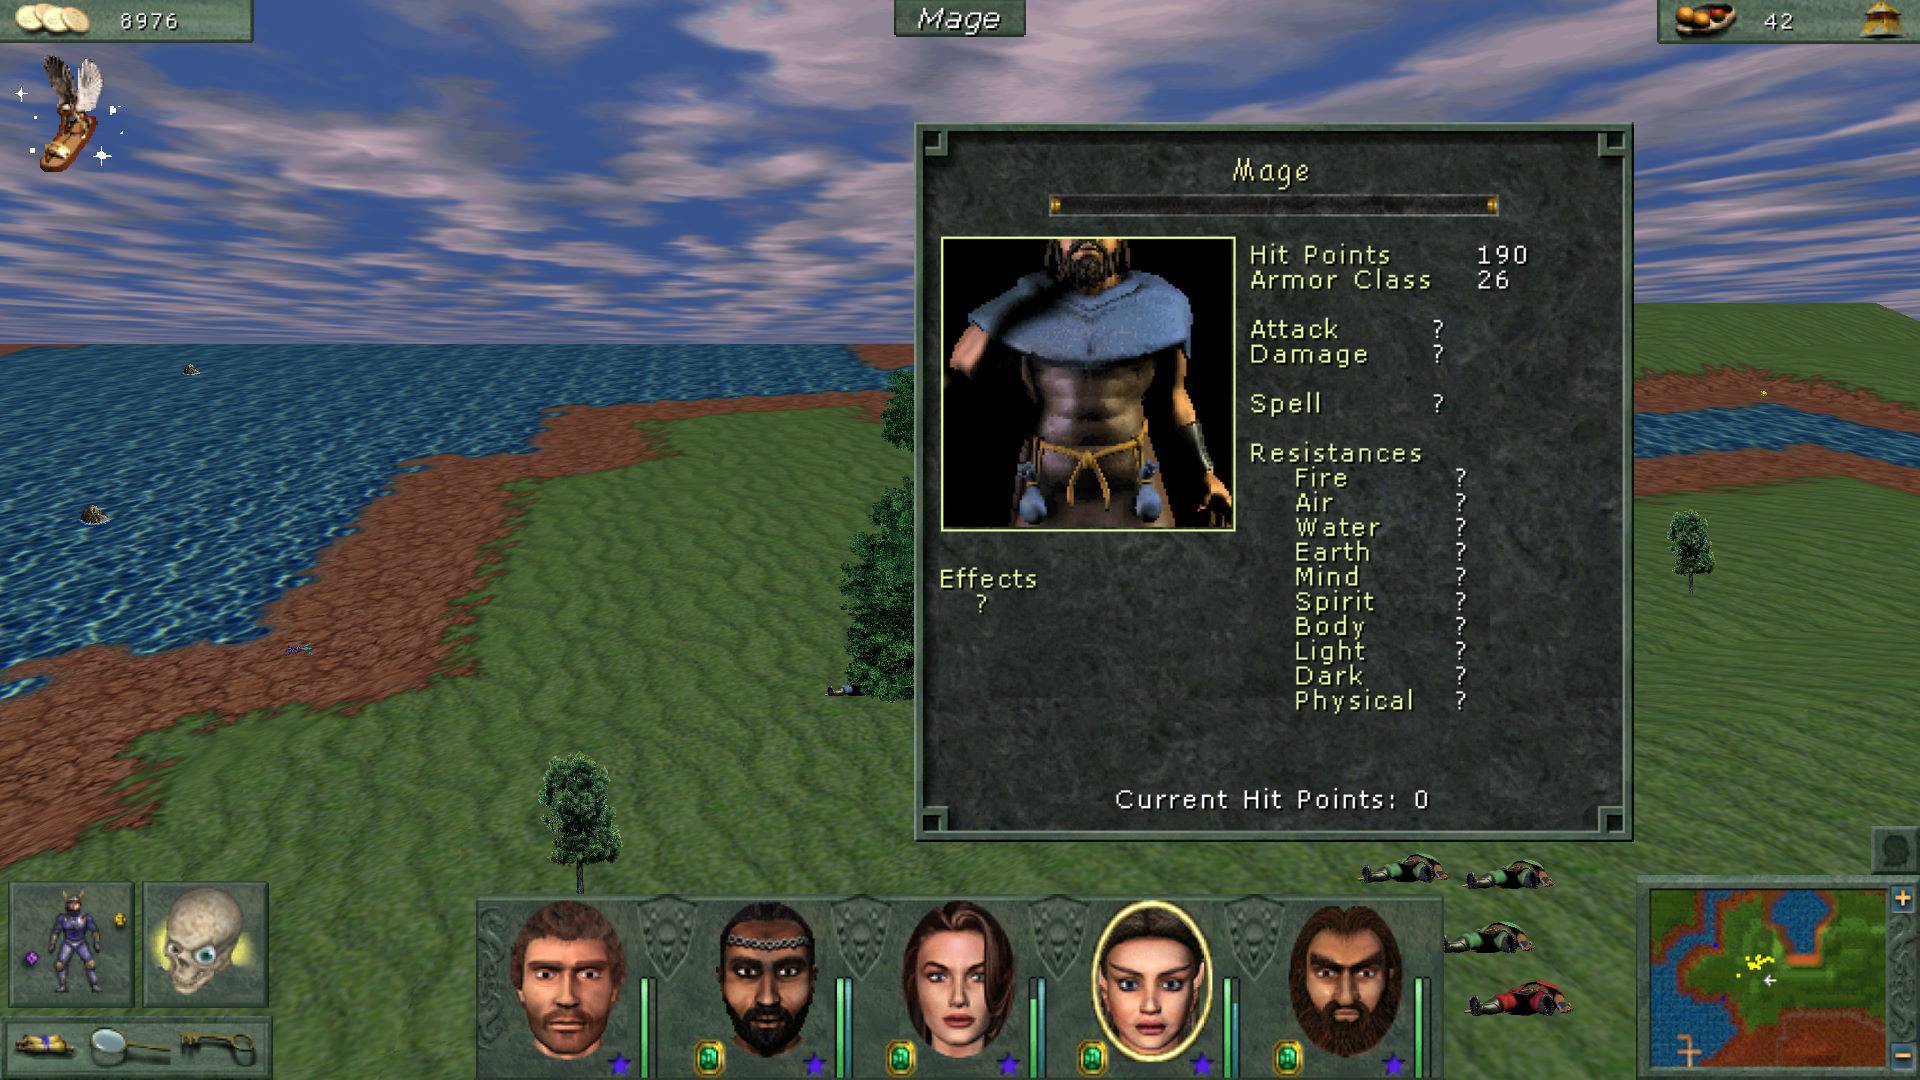 8976
Mage
42
Mage
Hit Points 190
Armor Class 26
Attack ?
Damage ?
Spell ?
Resistances
Fire ?
Air ?
Water ?
Earth ?
Mind ?
Spirit ?
Body ?
Light ?
Dark ?
Physical ?
Effects
?
Current Hit Points: 0